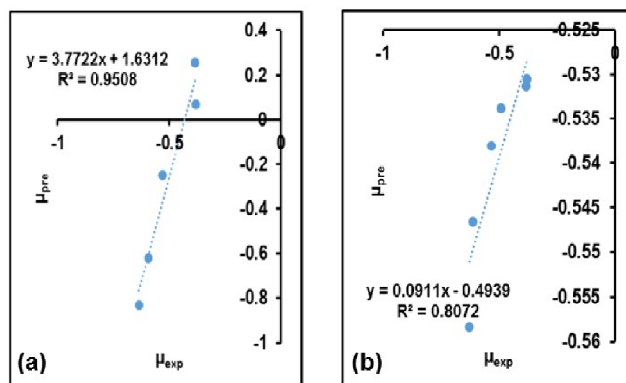 0.4
0.2
0
-0.2
-0.4
-0.6
-0.8
-1
-1
-0.5
0
y = 3.7722x + 1.6312
R² = 0.9508
μpre
μexp
(a)
-1
-0.5
0
-0.525
-0.53
-0.535
-0.54
-0.545
-0.55
-0.555
-0.56
μpre
y = 0.0911x - 0.4939
R² = 0.8072
μexp
(b)